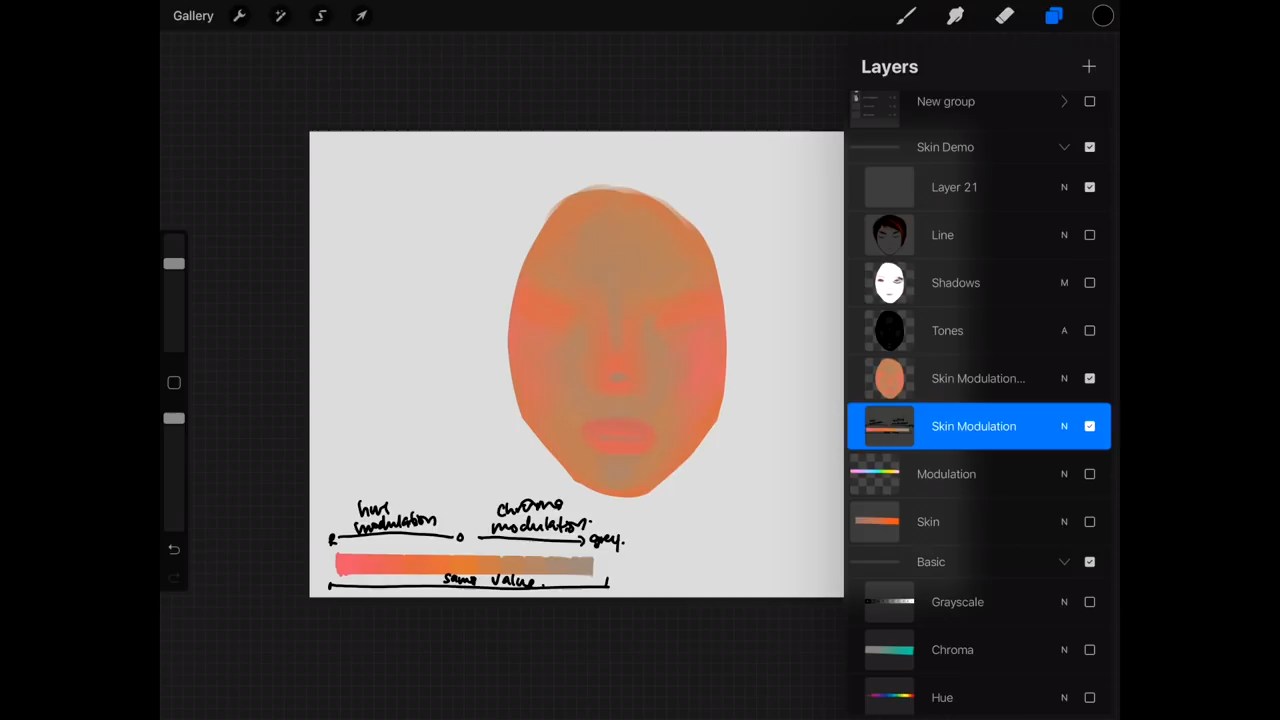 Gallery
Layers
New group
Skin Demo
Layer 21 N
Line N
Shadows M
Tones A
Skin Modulation... N
Skin Modulation N
Modulation N
Skin N
Basic
Grayscale N
Chroma N
Hue N
hue
modulation
R O
chroma
modulation.
grey.
same value.